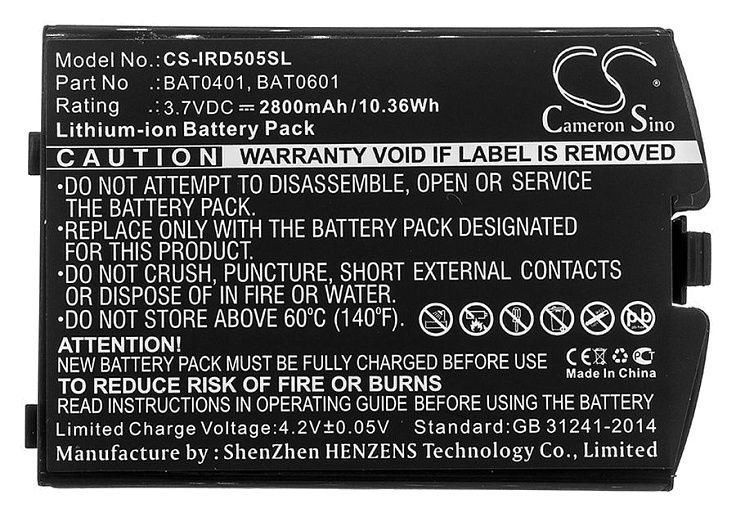 Model No.:CS-IRD505SL
Part No :BAT0401, BAT0601
Rating :3.7VDC⎓2800mAh/10.36Wh
Lithium-ion Battery Pack
CS
Cameron Sino
CAUTION WARRANTY VOID IF LABEL IS REMOVED
•DO NOT ATTEMPT TO DISASSEMBLE, OPEN OR SERVICE
THE BATTERY PACK.
•REPLACE ONLY WITH THE BATTERY PACK DESIGNATED
FOR THIS PRODUCT.
•DO NOT CRUSH, PUNCTURE, SHORT EXTERNAL CONTACTS
OR DISPOSE OF IN FIRE OR WATER.
•DO NOT STORE ABOVE 60°C (140°F).
Pb
ATTENTION!
NEW BATTERY PACK MUST BE FULLY CHARGED BEFORE USE
CE PCT
Made In China
TO REDUCE RISK OF FIRE OR BURNS
READ INSTRUCTIONS IN OPERATING GUIDE BEFORE USING THE BATTERY
Limited Charge Voltage:4.2V±0.05V Standard:GB 31241-2014
Manufacturer: ShenZhen HENZENS Technology Co., Limited